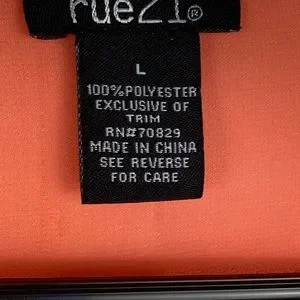 rue21®
L
100%POLYESTER
EXCLUSIVE OF
TRIM
RN#70829
MADE IN CHINA
SEE REVERSE
FOR CARE